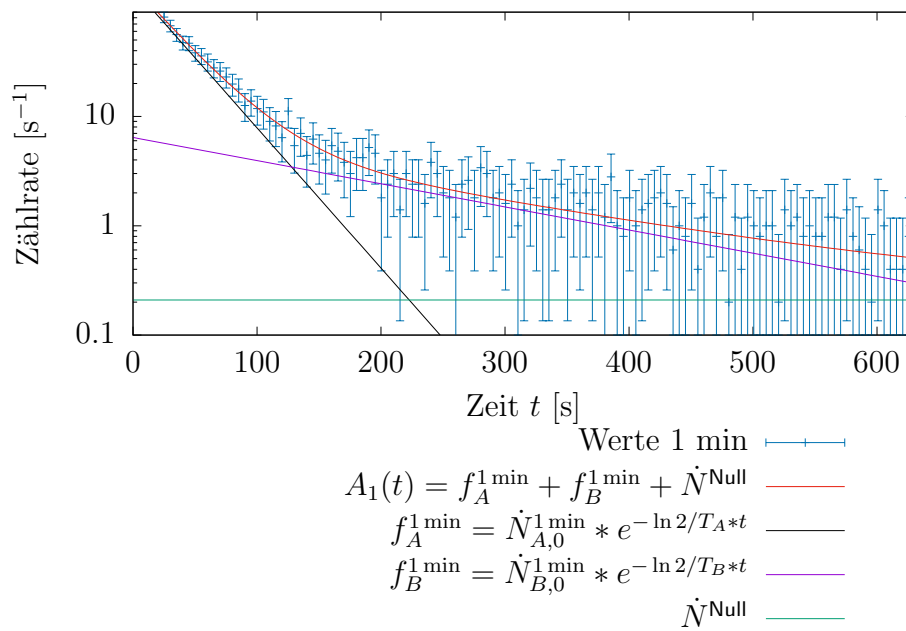 10
1
0.1
0 100 200 300 400 500 600
Zählrate [s⁻¹]
Zeit t [s]
Werte 1 min
A₁(t) = f_A^{1 min} + f_B^{1 min} + Ṅ^{Null}
f_A^{1 min} = Ṅ_{A,0}^{1 min} * e^{−ln 2/T_A*t}
f_B^{1 min} = Ṅ_{B,0}^{1 min} * e^{−ln 2/T_B*t}
Ṅ^{Null}